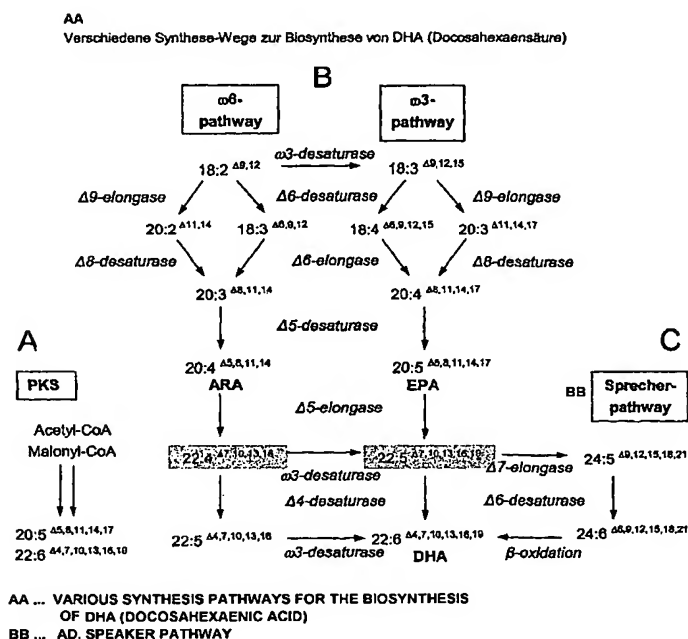 AA
Verschiedene Synthese-Wege zur Biosynthese von DHA (Docosahexaensäure)
B
ω6-
pathway
ω3-
pathway
18:2 Δ9,12
ω3-desaturase
18:3 Δ9,12,15
Δ9-elongase
Δ6-desaturase
Δ9-elongase
20:2 Δ11,14
18:3 Δ6,9,12
18:4 Δ6,9,12,15
20:3 Δ11,14,17
Δ8-desaturase
Δ6-elongase
Δ8-desaturase
20:3 Δ8,11,14
20:4 Δ8,11,14,17
A
Δ5-desaturase
C
PKS
20:4 Δ5,8,11,14
ARA
20:5 Δ5,8,11,14,17
EPA
BB
Sprecher-
pathway
Acetyl-CoA
Malonyl-CoA
Δ5-elongase
22:4 Δ7,10,13,16
ω3-desaturase
22:5 Δ7,10,13,16,19
Δ7-elongase
24:5 Δ9,12,15,18,21
Δ4-desaturase
Δ6-desaturase
20:5 Δ5,8,11,14,17
22:6 Δ4,7,10,13,16,19
22:5 Δ4,7,10,13,16
ω3-desaturase
22:6 Δ4,7,10,13,16,19
DHA
β-oxidation
24:6 Δ6,9,12,15,18,21
AA ... VARIOUS SYNTHESIS PATHWAYS FOR THE BIOSYNTHESIS
OF DHA (DOCOSAHEXAENIC ACID)
BB ... AD. SPEAKER PATHWAY